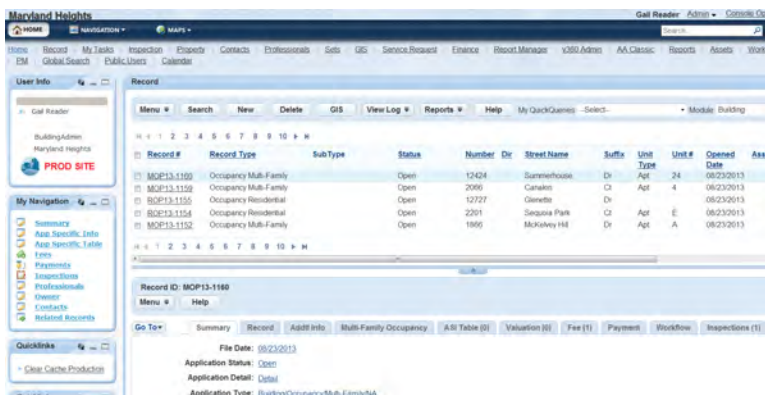 Maryland Heights Gail Reader Admin Console Op
HOME NAVIGATION MAPS Search..
Home Record My Tasks Inspection Property Contacts Professionals Sets GIS Service Request Finance Report Manager v360 Admin AA Classic Reports Assets Work
PM Global Search Public Users Calendar
User Info
Gail Reader
BuildingAdmin
Maryland Heights
PROD SITE
My Navigation
Summary
App Specific Info
App Specific Table
Fees
Payments
Inspections
Professionals
Owner
Contacts
Related Records
Quicklinks
Clear Cache Production
Record
Menu Search New Delete GIS View Log Reports Help My QuickQueries --Select-- Module Building
1 2 3 4 5 6 7 8 9 10
Record # Record Type SubType Status Number Dir Street Name Suffix Unit Type Unit # Opened Date Ass
MOP13-1160 Occupancy Multi-Family Open 12424 Summerhouse Dr Apt 24 08/23/2013
MOP13-1159 Occupancy Multi-Family Open 2066 Ct Apt 4 08/23/2013
ROP13-1155 Occupancy Residential Open 12727 Glenette Dr 08/23/2013
ROP13-1154 Occupancy Residential Open 2201 Sequoia Park Ct Apt E 08/23/2013
MOP13-1152 Occupancy Multi-Family Open 1866 McKelvey Hill Dr Apt A 08/23/2013
1 2 3 4 5 6 7 8 9 10
Record ID: MOP13-1160
Menu Help
Go To Summary Record Addtl Info Multi-Family Occupancy ASI Table (0) Valuation (0) Fee (1) Payment Workflow Inspections (1)
File Date: 08/23/2013
Application Status: Open
Application Detail: Detail
Application Type: Building/Occupancy/Multi-Family/NA